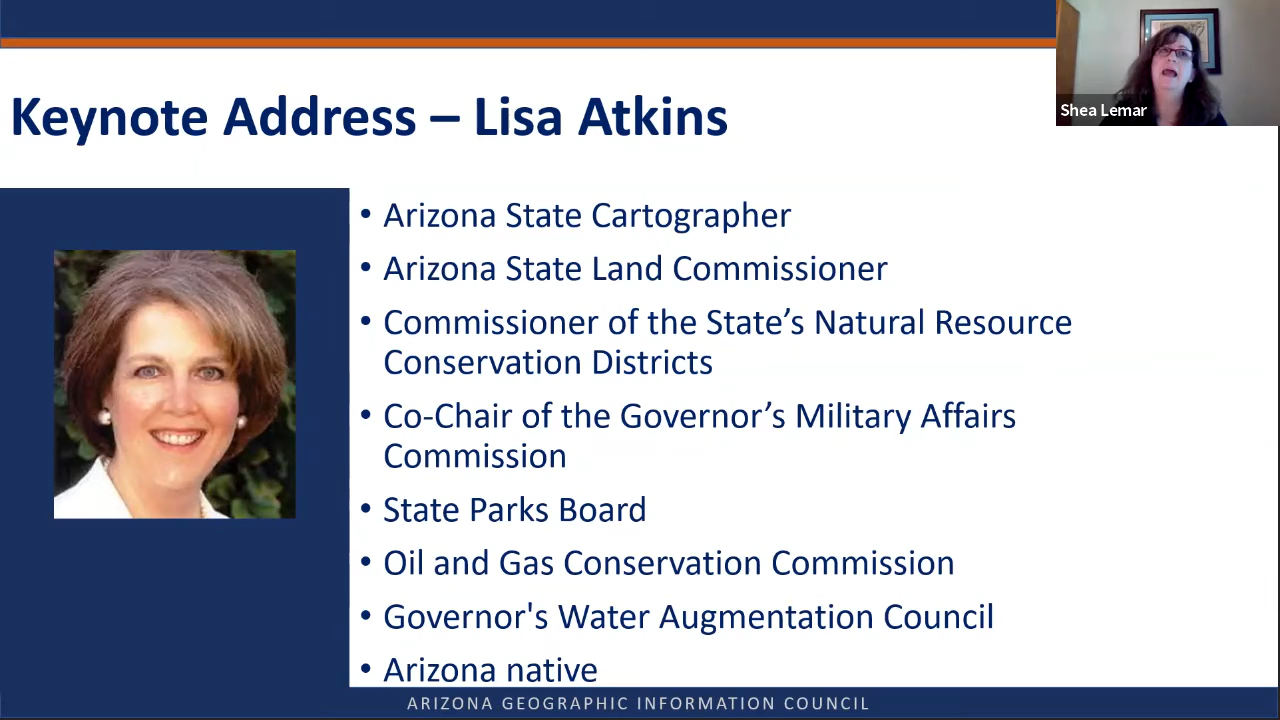 Keynote Address – Lisa Atkins
Shea Lemar
• Arizona State Cartographer
• Arizona State Land Commissioner
• Commissioner of the State’s Natural Resource
Conservation Districts
• Co-Chair of the Governor’s Military Affairs
Commission
• State Parks Board
• Oil and Gas Conservation Commission
• Governor's Water Augmentation Council
• Arizona native
ARIZONA GEOGRAPHIC INFORMATION COUNCIL